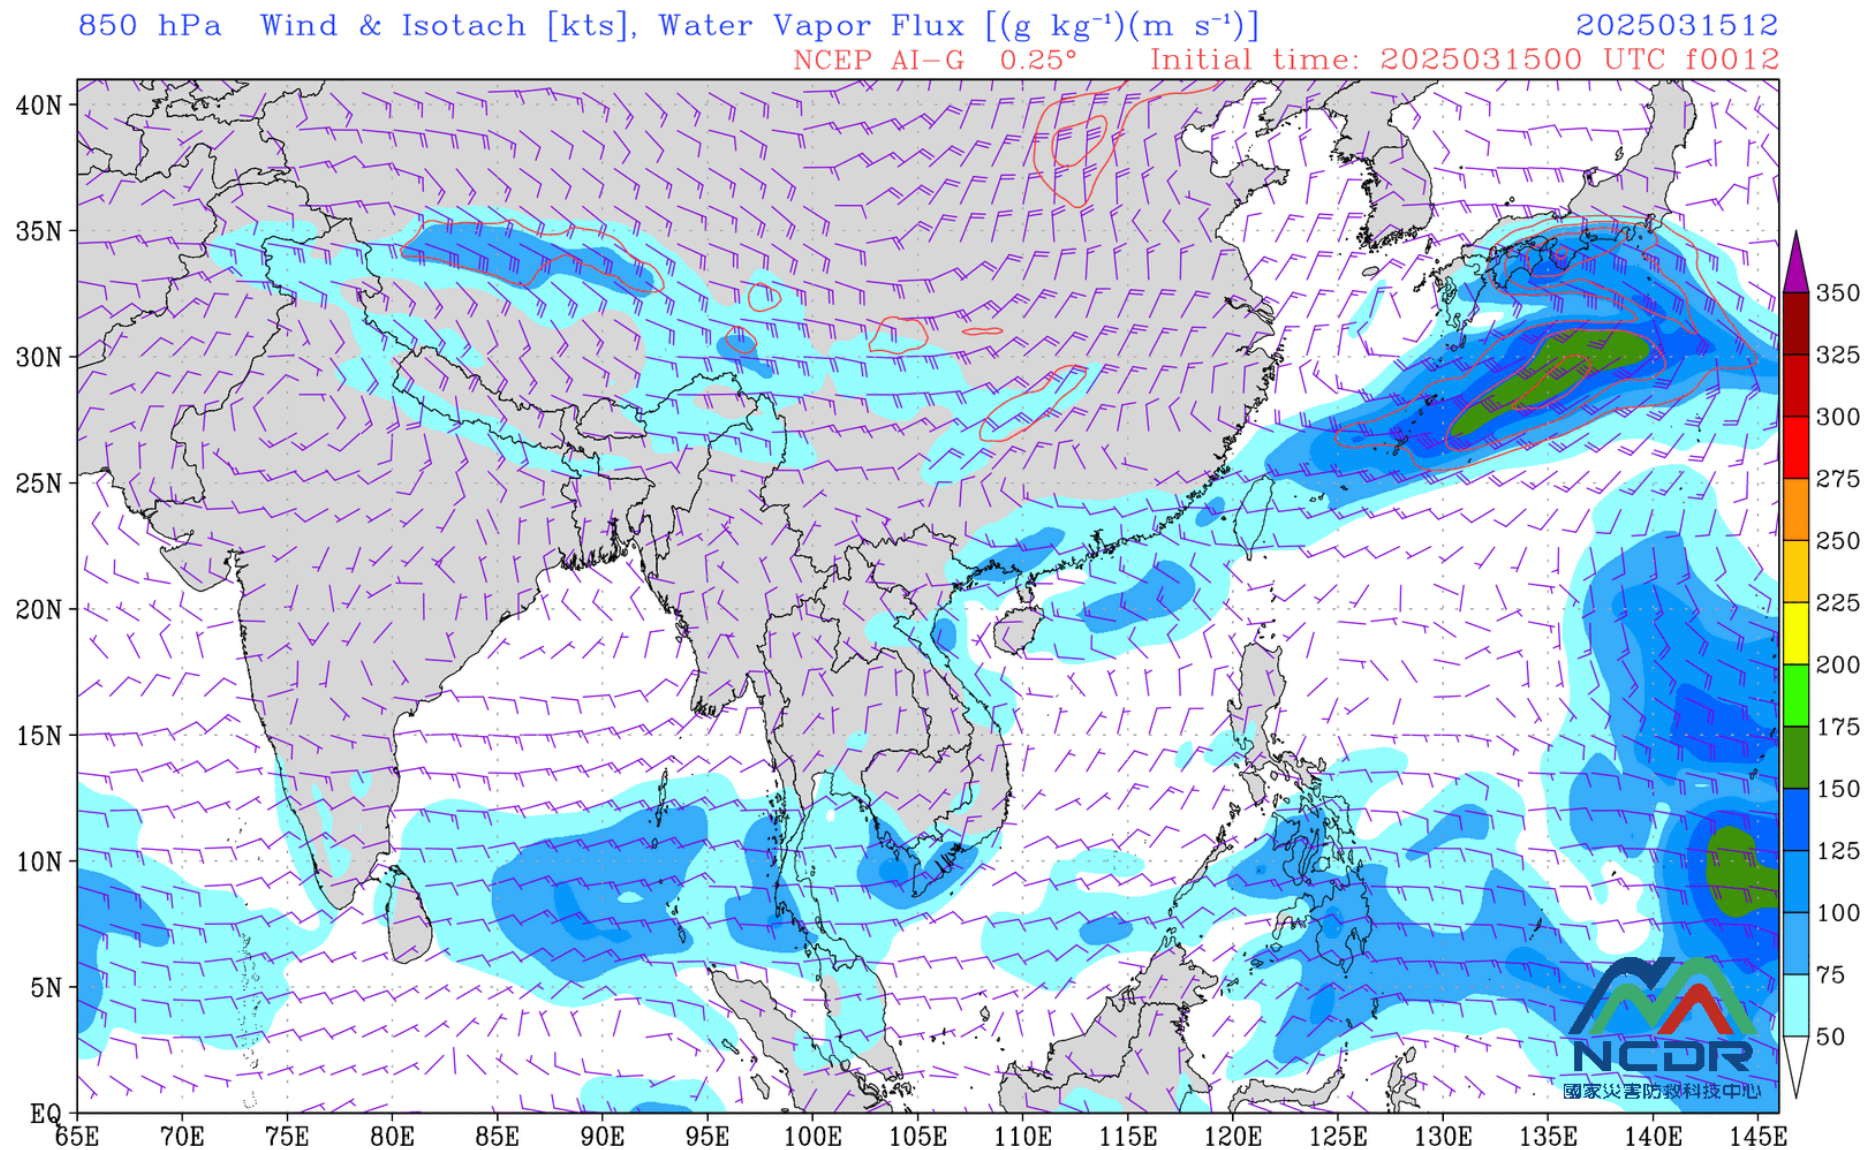 850 hPa  Wind & Isotach [kts], Water Vapor Flux [(g kg⁻¹)(m s⁻¹)] 2025031512
NCEP AI-G  0.25°  Initial time: 2025031500 UTC f0012
40N
35N
30N
25N
20N
15N
10N
5N
EQ
65E 70E 75E 80E 85E 90E 95E 100E 105E 110E 115E 120E 125E 130E 135E 140E 145E
350
325
300
275
250
225
200
175
150
125
100
75
50
NCDR
國家災害防救科技中心